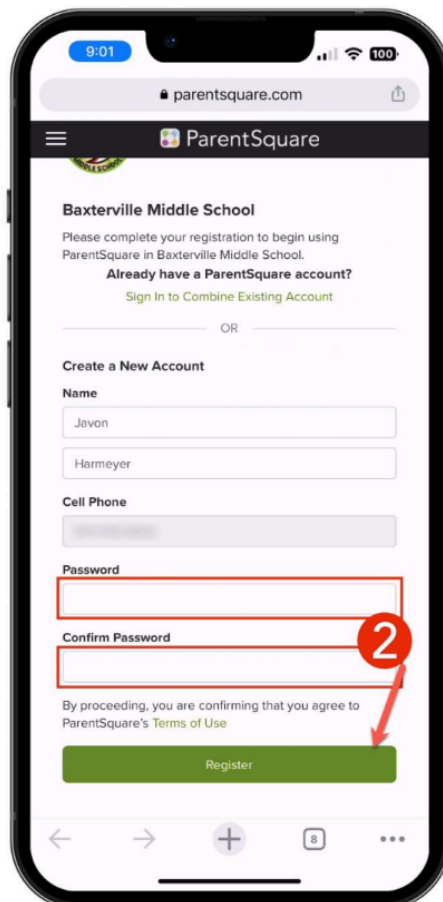 9:01
100
parentsquare.com
ParentSquare
MIDDLE SCHOOL
Baxterville Middle School
Please complete your registration to begin using
ParentSquare in Baxterville Middle School.
Already have a ParentSquare account?
Sign In to Combine Existing Account
OR
Create a New Account
Name
Javon
Harmeyer
Cell Phone
Password
Confirm Password
2
By proceeding, you are confirming that you agree to
ParentSquare's Terms of Use
Register
8